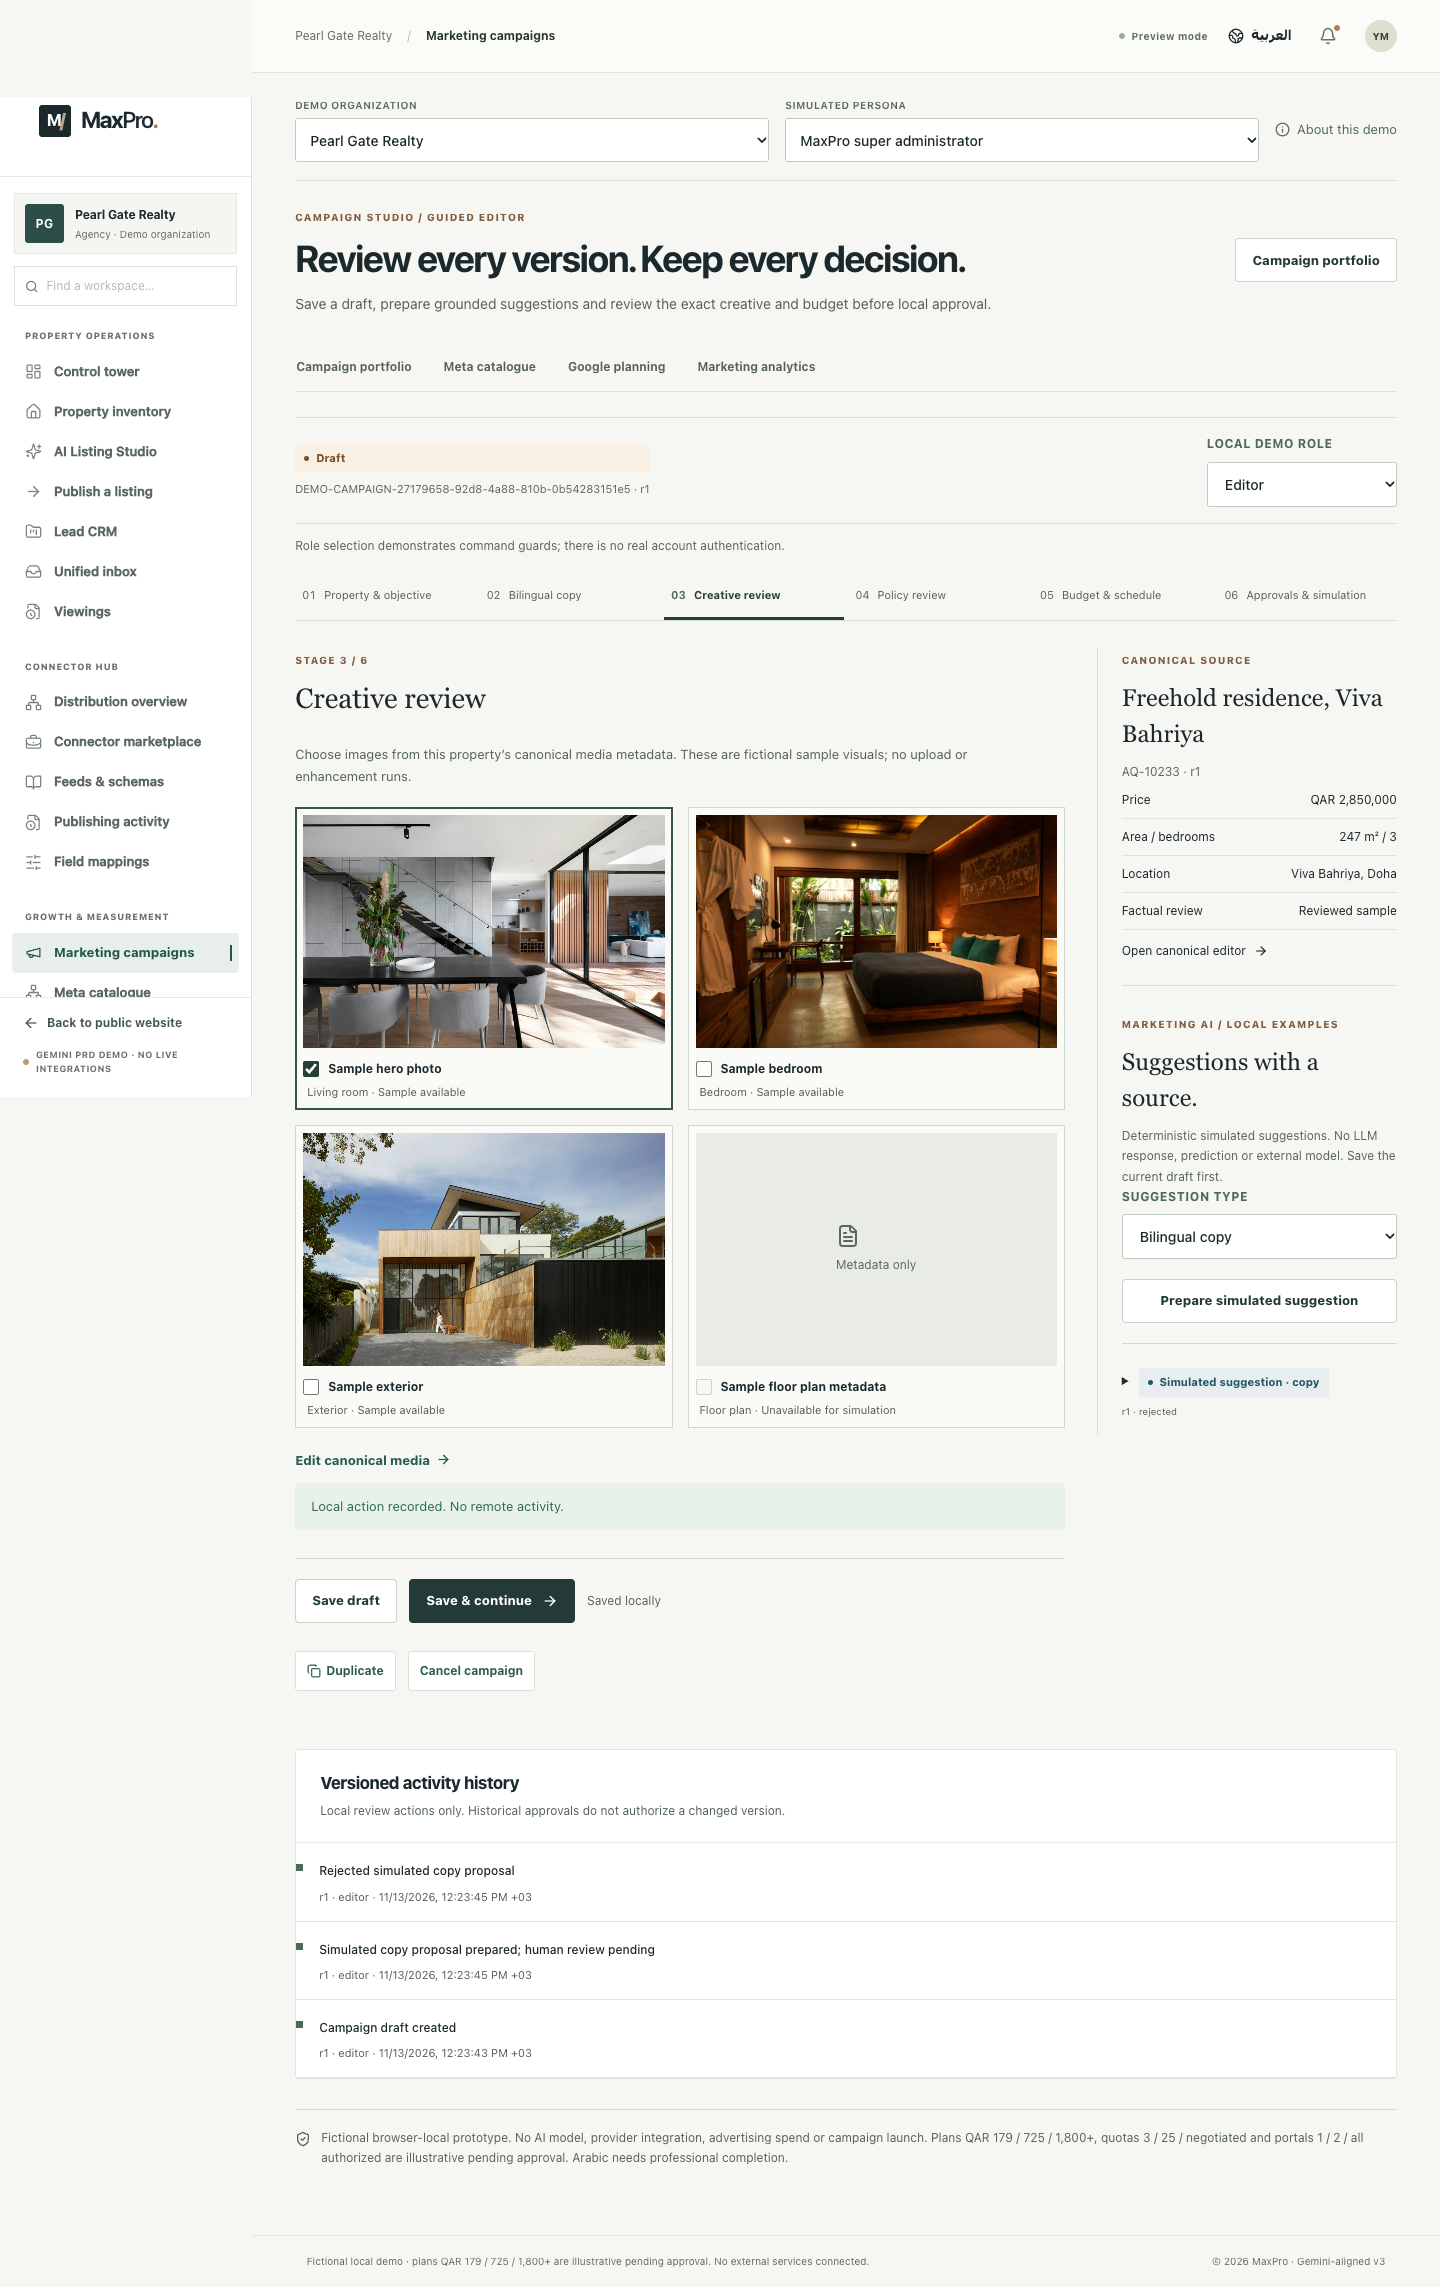 Pearl Gate Realty / Marketing campaigns
Preview mode
العربية
YM
M/ MaxPro.
PG
Pearl Gate Realty
Agency · Demo organization
Find a workspace...
PROPERTY OPERATIONS
Control tower
Property inventory
AI Listing Studio
Publish a listing
Lead CRM
Unified inbox
Viewings
CONNECTOR HUB
Distribution overview
Connector marketplace
Feeds & schemas
Publishing activity
Field mappings
GROWTH & MEASUREMENT
Marketing campaigns
Meta catalogue
Back to public website
GEMINI PRD DEMO · NO LIVE
INTEGRATIONS
DEMO ORGANIZATION
Pearl Gate Realty
SIMULATED PERSONA
MaxPro super administrator
About this demo
CAMPAIGN STUDIO / GUIDED EDITOR
Review every version. Keep every decision.
Campaign portfolio
Save a draft, prepare grounded suggestions and review the exact creative and budget before local approval.
Campaign portfolio
Meta catalogue
Google planning
Marketing analytics
Draft
DEMO-CAMPAIGN-27179658-92d8-4a88-810b-0b54283151e5 · r1
LOCAL DEMO ROLE
Editor
Role selection demonstrates command guards; there is no real account authentication.
01 Property & objective
02 Bilingual copy
03 Creative review
04 Policy review
05 Budget & schedule
06 Approvals & simulation
STAGE 3 / 6
Creative review
Choose images from this property's canonical media metadata. These are fictional sample visuals; no upload or
enhancement runs.
Sample hero photo
Living room · Sample available
Sample bedroom
Bedroom · Sample available
Sample exterior
Exterior · Sample available
Metadata only
Sample floor plan metadata
Floor plan · Unavailable for simulation
Edit canonical media
Local action recorded. No remote activity.
Save draft
Save & continue
Saved locally
Duplicate
Cancel campaign
CANONICAL SOURCE
Freehold residence, Viva
Bahriya
AQ-10233 · r1
Price QAR 2,850,000
Area / bedrooms 247 m² / 3
Location Viva Bahriya, Doha
Factual review Reviewed sample
Open canonical editor
MARKETING AI / LOCAL EXAMPLES
Suggestions with a
source.
Deterministic simulated suggestions. No LLM
response, prediction or external model. Save the
current draft first.
SUGGESTION TYPE
Bilingual copy
Prepare simulated suggestion
Simulated suggestion · copy
r1 · rejected
Versioned activity history
Local review actions only. Historical approvals do not authorize a changed version.
Rejected simulated copy proposal
r1 · editor · 11/13/2026, 12:23:45 PM +03
Simulated copy proposal prepared; human review pending
r1 · editor · 11/13/2026, 12:23:45 PM +03
Campaign draft created
r1 · editor · 11/13/2026, 12:23:43 PM +03
Fictional browser-local prototype. No AI model, provider integration, advertising spend or campaign launch. Plans QAR 179 / 725 / 1,800+, quotas 3 / 25 / negotiated and portals 1 / 2 / all
authorized are illustrative pending approval. Arabic needs professional completion.
Fictional local demo · plans QAR 179 / 725 / 1,800+ are illustrative pending approval. No external services connected.
© 2026 MaxPro · Gemini-aligned v3